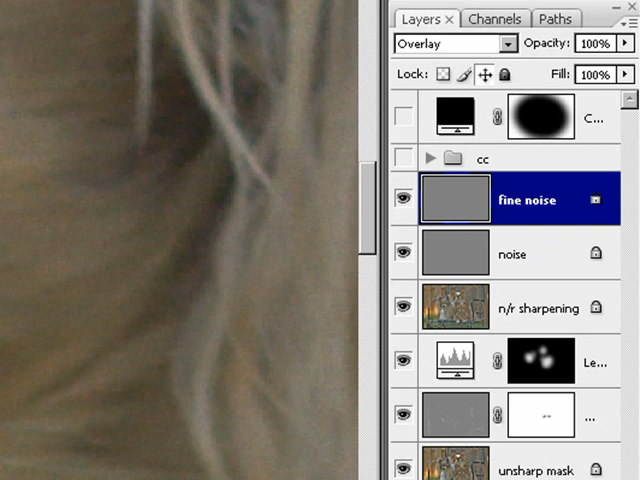 Layers × Channels Paths
Overlay Opacity: 100%
Lock: Fill: 100%
C...
cc
fine noise
noise
n/r sharpening
Le...
...
unsharp mask